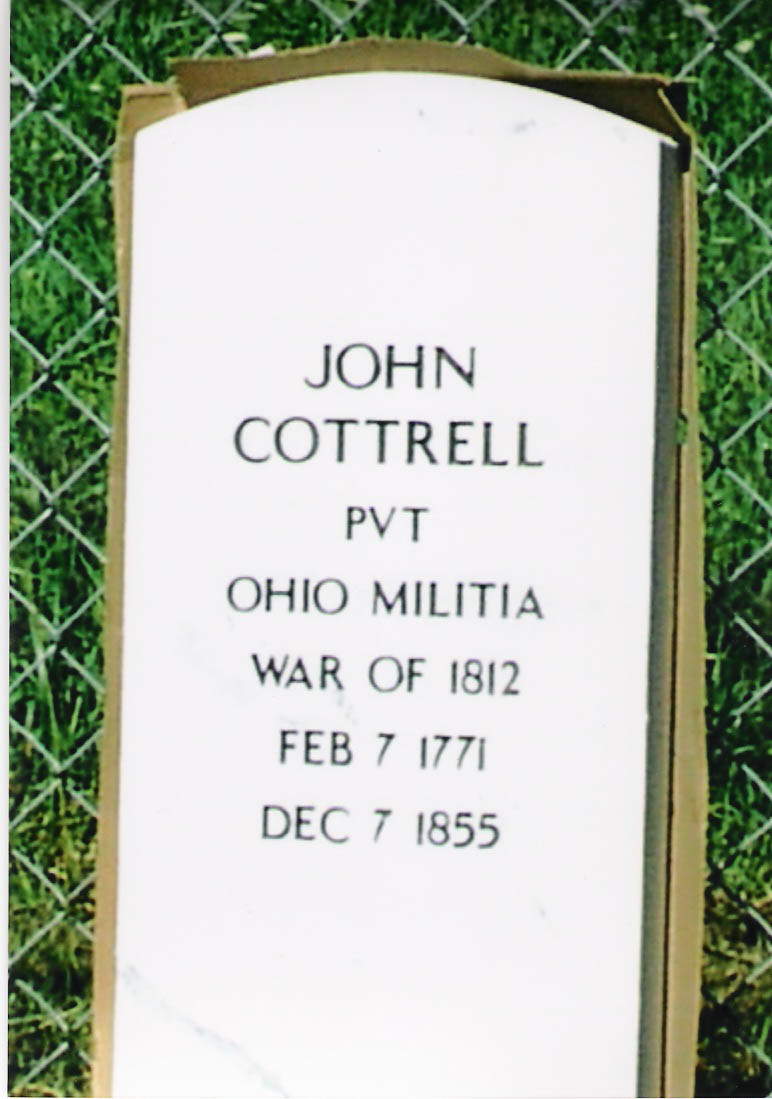 JOHN
COTTRELL
PVT
OHIO MILITIA
WAR OF 1812
FEB 7 1771
DEC 7 1855